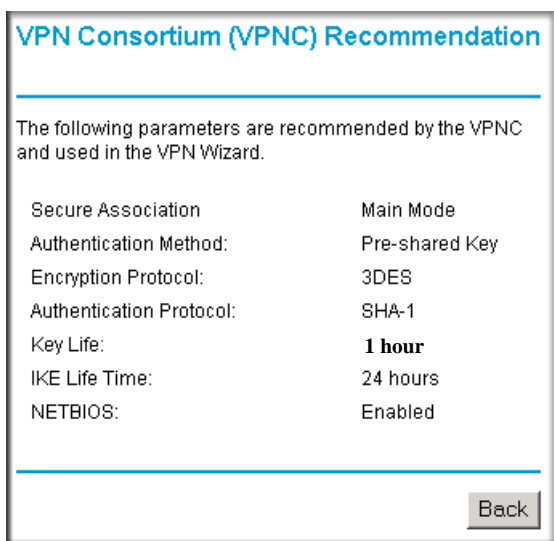 VPN Consortium (VPNC) Recommendation
The following parameters are recommended by the VPNC
and used in the VPN Wizard.
Secure Association Main Mode
Authentication Method: Pre-shared Key
Encryption Protocol: 3DES
Authentication Protocol: SHA-1
Key Life: 1 hour
IKE Life Time: 24 hours
NETBIOS: Enabled
Back